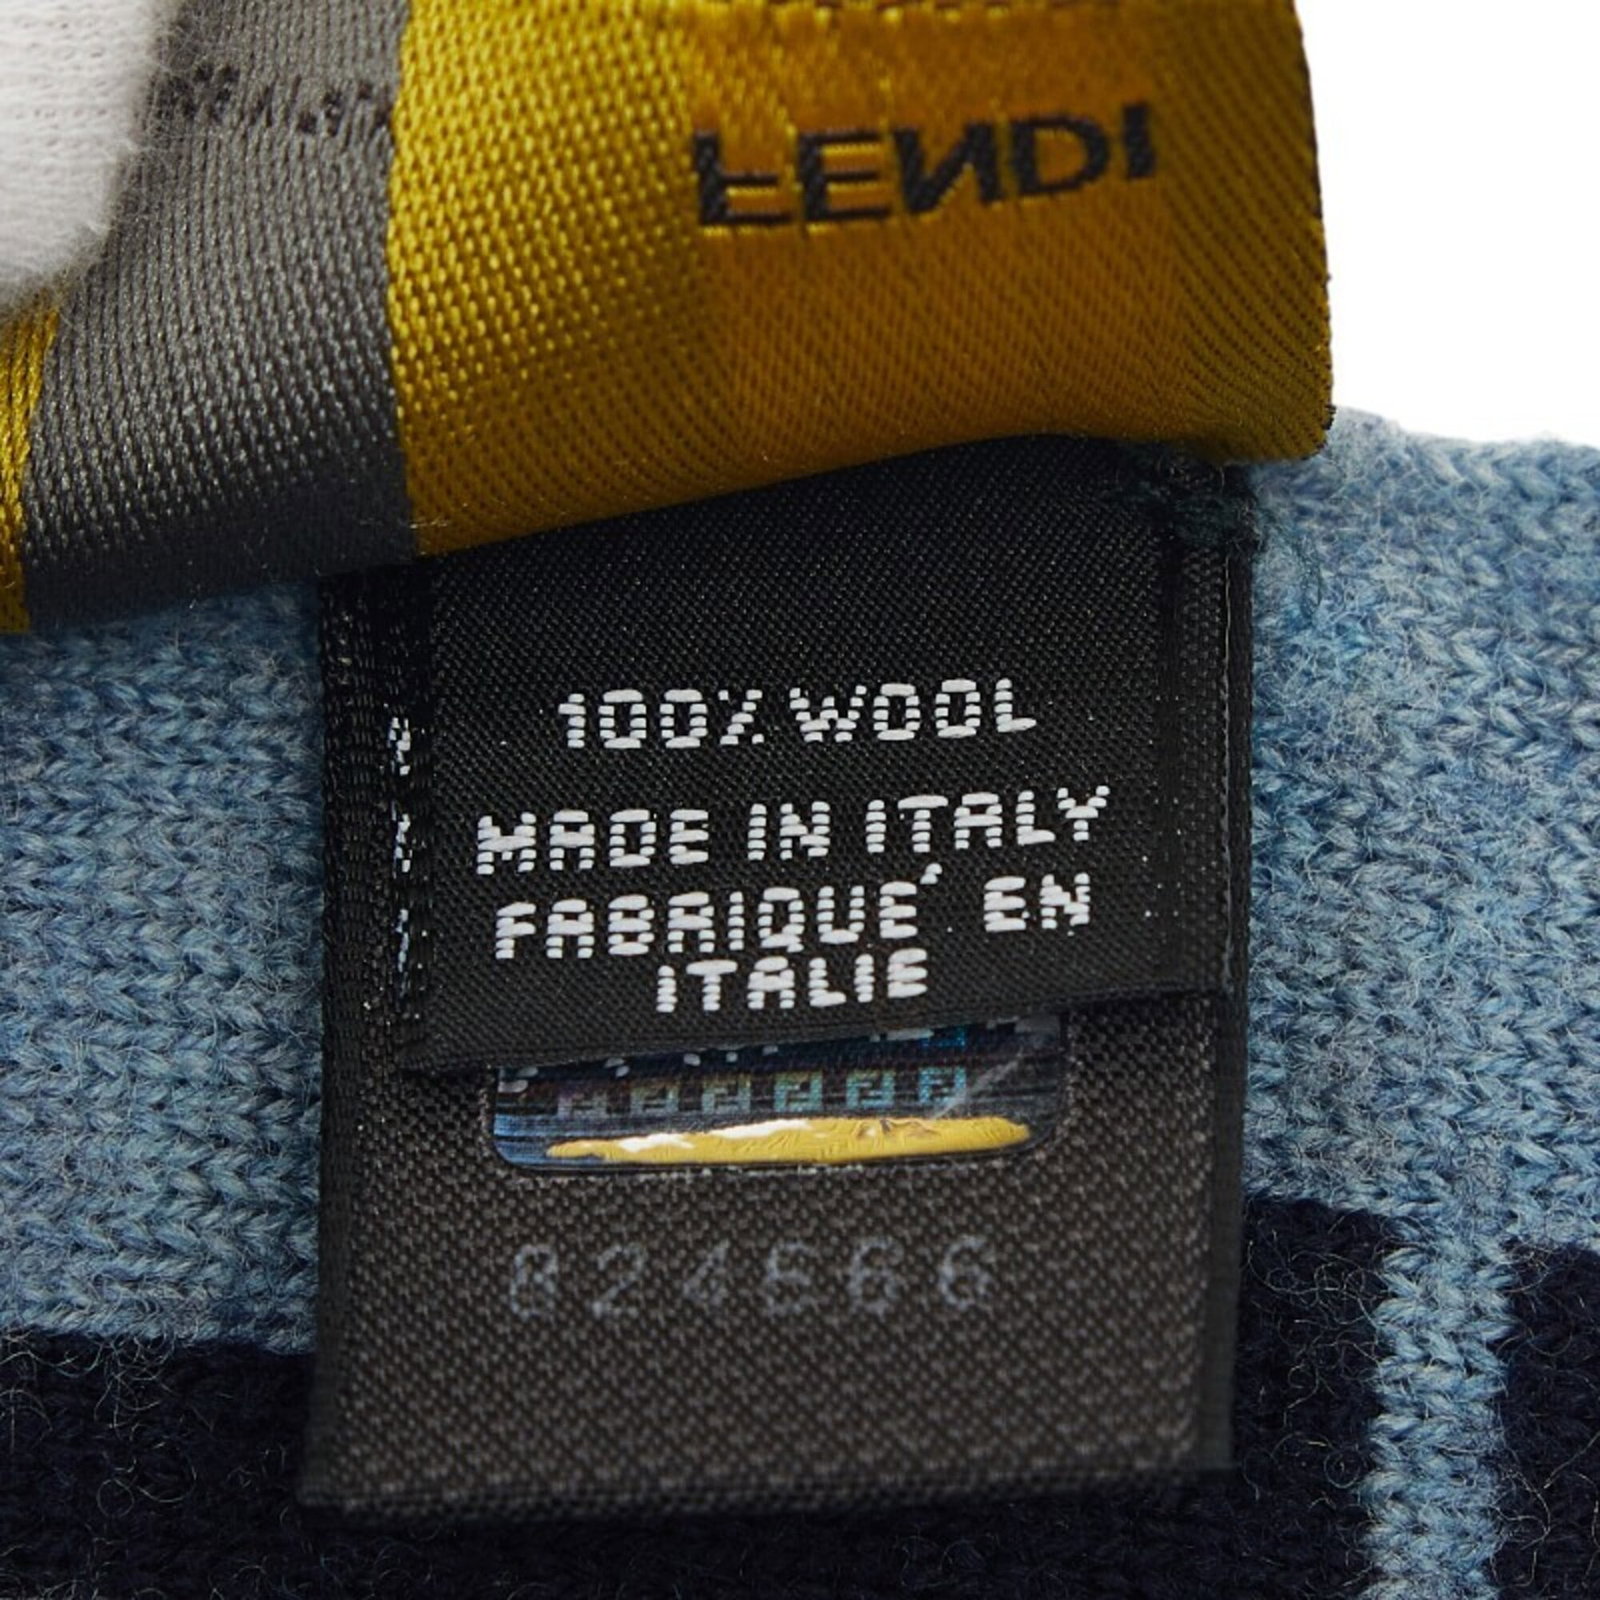 FENDI
100% WOOL
MADE IN ITALY
FABRIQUE´ EN
ITALIE
824666